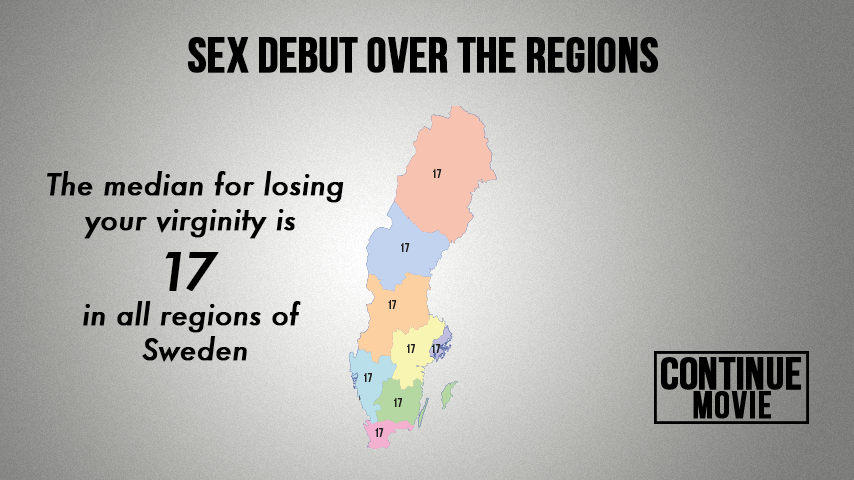 SEX DEBUT OVER THE REGIONS
The median for losing
your virginity is
17
in all regions of
Sweden
17
17
17
17
17
17
17
17
CONTINUE
MOVIE